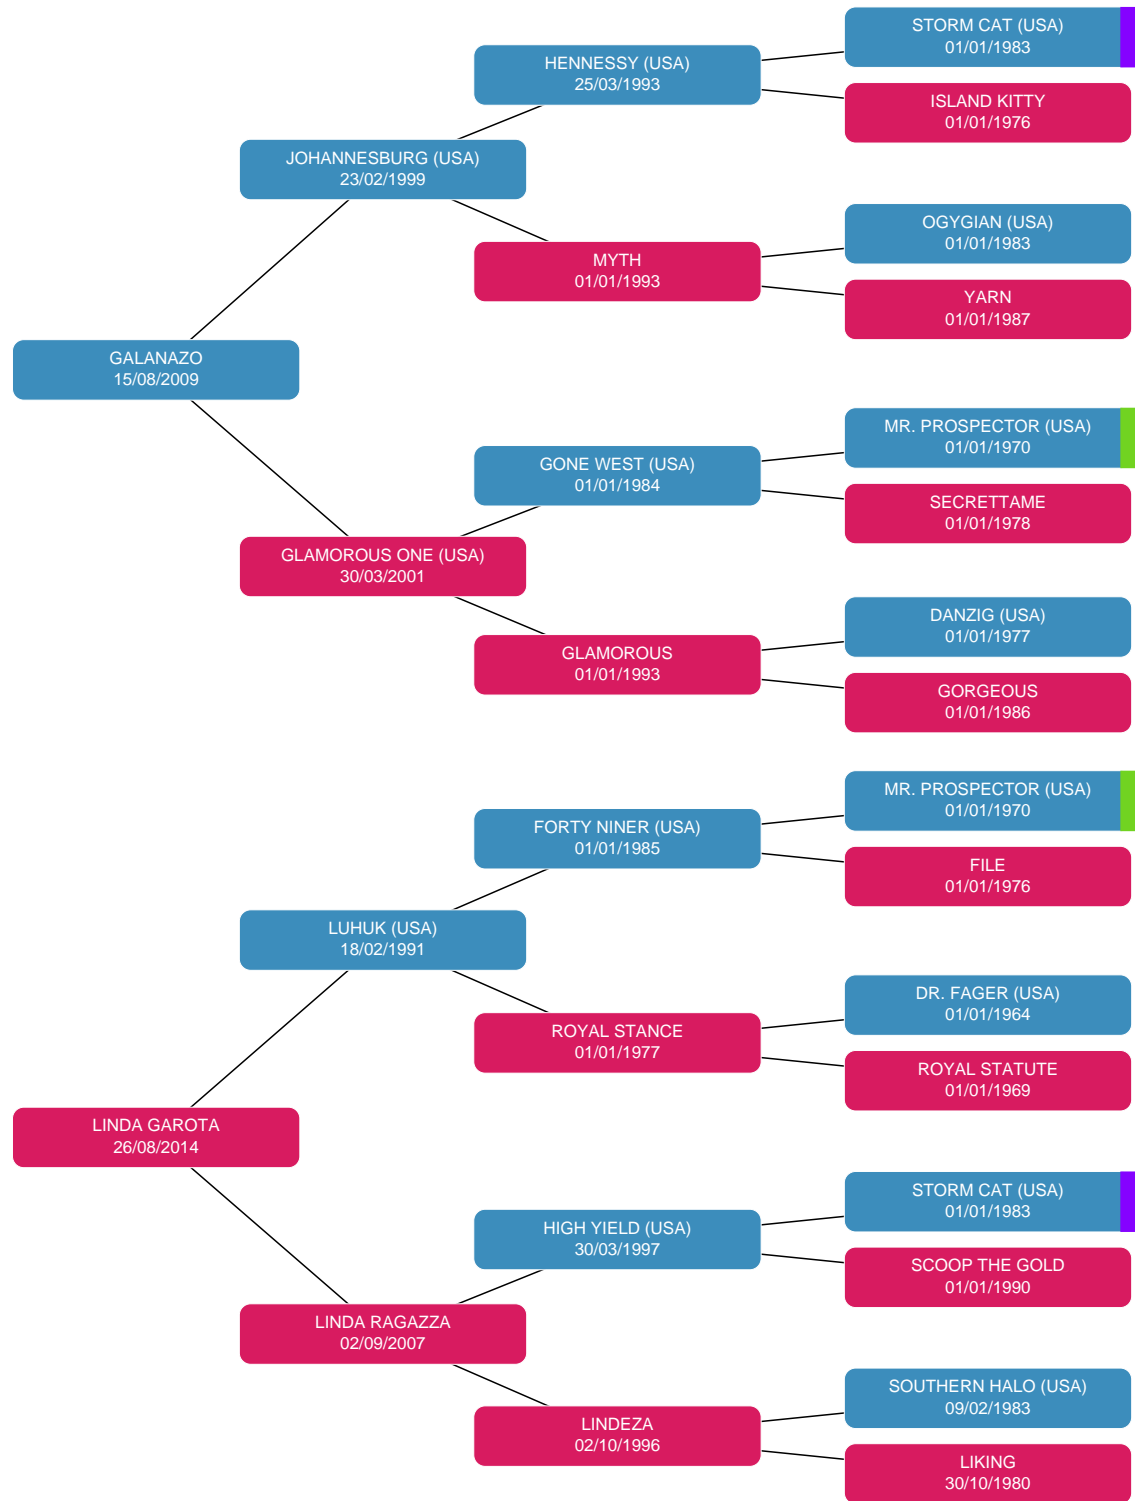 STORM CAT (USA)
01/01/1983
HENNESSY (USA)
25/03/1993
ISLAND KITTY
01/01/1976
JOHANNESBURG (USA)
23/02/1999
OGYGIAN (USA)
01/01/1983
MYTH
01/01/1993
YARN
01/01/1987
GALANAZO
15/08/2009
MR. PROSPECTOR (USA)
01/01/1970
GONE WEST (USA)
01/01/1984
SECRETTAME
01/01/1978
GLAMOROUS ONE (USA)
30/03/2001
DANZIG (USA)
01/01/1977
GLAMOROUS
01/01/1993
GORGEOUS
01/01/1986
MR. PROSPECTOR (USA)
01/01/1970
FORTY NINER (USA)
01/01/1985
FILE
01/01/1976
LUHUK (USA)
18/02/1991
DR. FAGER (USA)
01/01/1964
ROYAL STANCE
01/01/1977
ROYAL STATUTE
01/01/1969
LINDA GAROTA
26/08/2014
STORM CAT (USA)
01/01/1983
HIGH YIELD (USA)
30/03/1997
SCOOP THE GOLD
01/01/1990
LINDA RAGAZZA
02/09/2007
SOUTHERN HALO (USA)
09/02/1983
LINDEZA
02/10/1996
LIKING
30/10/1980